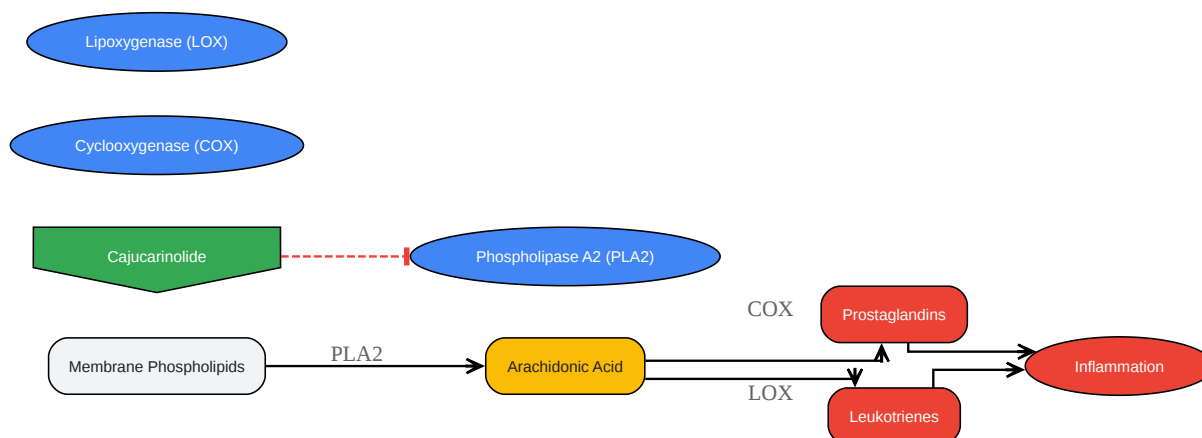 Lipoxygenase (LOX)
Cyclooxygenase (COX)
Cajucarinolide
Phospholipase A2 (PLA2)
COX
Prostaglandins
Membrane Phospholipids
PLA2
Arachidonic Acid
Inflammation
LOX
Leukotrienes